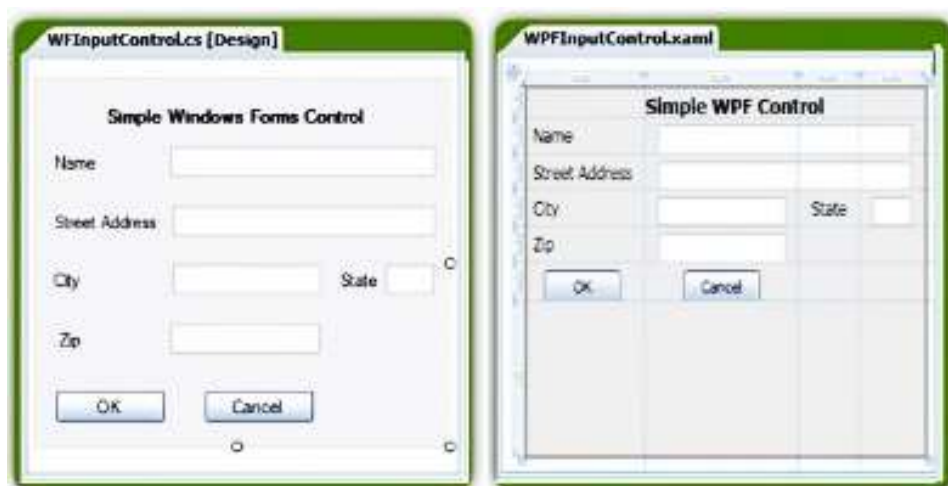 WFInputControl.cs [Design]
Simple Windows Forms Control
Name
Street Address
City State
Zip
OK Cancel
WPFInputControl.xaml
Simple WPF Control
Name
Street Address
City State
Zip
OK Cancel